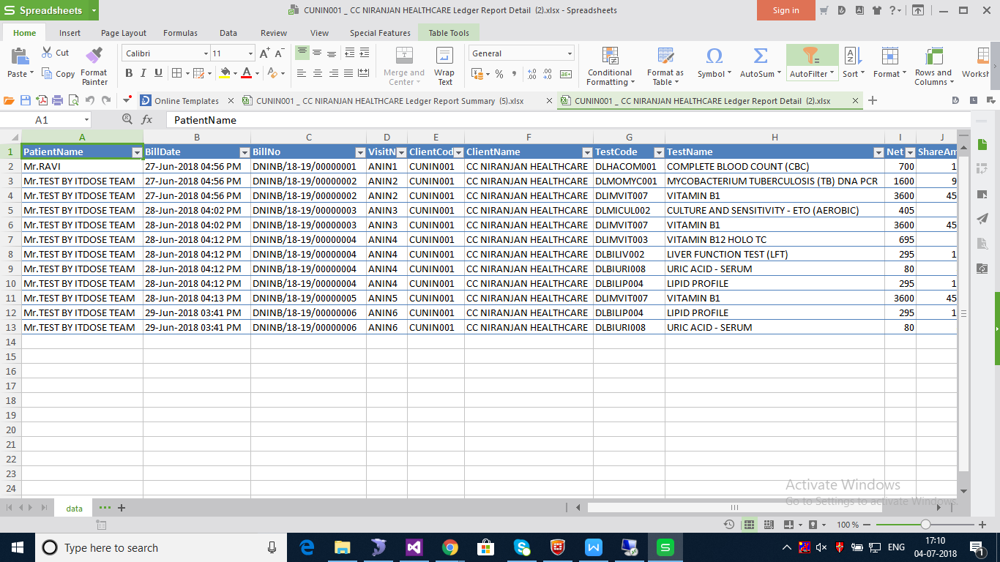 Spreadsheets
CUNIN001 _ CC NIRANJAN HEALTHCARE Ledger Report Detail (2).xlsx - Spreadsheets
Sign in
Home Insert Page Layout Formulas Data Review View Special Features Table Tools
Paste Cut Copy Format Painter
Calibri 11
B I U
Merge and Center Wrap Text
General
Conditional Formatting Format as Table Symbol AutoSum AutoFilter Sort Format Rows and Columns Worksh
Online Templates CUNIN001 _ CC NIRANJAN HEALTHCARE Ledger Report Summary (5).xlsx CUNIN001 _ CC NIRANJAN HEALTHCARE Ledger Report Detail (2).xlsx
A1 fx PatientName
A B C D E F G H I J
1 PatientName BillDate BillNo VisitN ClientCod ClientName TestCode TestName Net ShareAm
2 Mr.RAVI 27-Jun-2018 04:56 PM DNINB/18-19/00000001 ANIN1 CUNIN001 CC NIRANJAN HEALTHCARE DLHACOM001 COMPLETE BLOOD COUNT (CBC) 700 1
3 Mr.TEST BY ITDOSE TEAM 27-Jun-2018 04:56 PM DNINB/18-19/00000002 ANIN2 CUNIN001 CC NIRANJAN HEALTHCARE DLMOMYC001 MYCOBACTERIUM TUBERCULOSIS (TB) DNA PCR 1600 9
4 Mr.TEST BY ITDOSE TEAM 27-Jun-2018 04:56 PM DNINB/18-19/00000002 ANIN2 CUNIN001 CC NIRANJAN HEALTHCARE DLIMVIT007 VITAMIN B1 3600 45
5 Mr.TEST BY ITDOSE TEAM 28-Jun-2018 04:02 PM DNINB/18-19/00000003 ANIN3 CUNIN001 CC NIRANJAN HEALTHCARE DLMICUL002 CULTURE AND SENSITIVITY - ETO (AEROBIC) 405
6 Mr.TEST BY ITDOSE TEAM 28-Jun-2018 04:02 PM DNINB/18-19/00000003 ANIN3 CUNIN001 CC NIRANJAN HEALTHCARE DLIMVIT007 VITAMIN B1 3600 45
7 Mr.TEST BY ITDOSE TEAM 28-Jun-2018 04:12 PM DNINB/18-19/00000004 ANIN4 CUNIN001 CC NIRANJAN HEALTHCARE DLIMVIT003 VITAMIN B12 HOLO TC 695
8 Mr.TEST BY ITDOSE TEAM 28-Jun-2018 04:12 PM DNINB/18-19/00000004 ANIN4 CUNIN001 CC NIRANJAN HEALTHCARE DLBILIV002 LIVER FUNCTION TEST (LFT) 295 1
9 Mr.TEST BY ITDOSE TEAM 28-Jun-2018 04:12 PM DNINB/18-19/00000004 ANIN4 CUNIN001 CC NIRANJAN HEALTHCARE DLBIURI008 URIC ACID - SERUM 80
10 Mr.TEST BY ITDOSE TEAM 28-Jun-2018 04:12 PM DNINB/18-19/00000004 ANIN4 CUNIN001 CC NIRANJAN HEALTHCARE DLBILIP004 LIPID PROFILE 295 1
11 Mr.TEST BY ITDOSE TEAM 28-Jun-2018 04:13 PM DNINB/18-19/00000005 ANIN5 CUNIN001 CC NIRANJAN HEALTHCARE DLIMVIT007 VITAMIN B1 3600 45
12 Mr.TEST BY ITDOSE TEAM 29-Jun-2018 03:41 PM DNINB/18-19/00000006 ANIN6 CUNIN001 CC NIRANJAN HEALTHCARE DLBILIP004 LIPID PROFILE 295 1
13 Mr.TEST BY ITDOSE TEAM 29-Jun-2018 03:41 PM DNINB/18-19/00000006 ANIN6 CUNIN001 CC NIRANJAN HEALTHCARE DLBIURI008 URIC ACID - SERUM 80
14
15
16
17
18
19
20
21
22
23
24
Activate Windows
Go to Settings to activate Windows.
data
100 %
Type here to search
ENG
17:10
04-07-2018
1